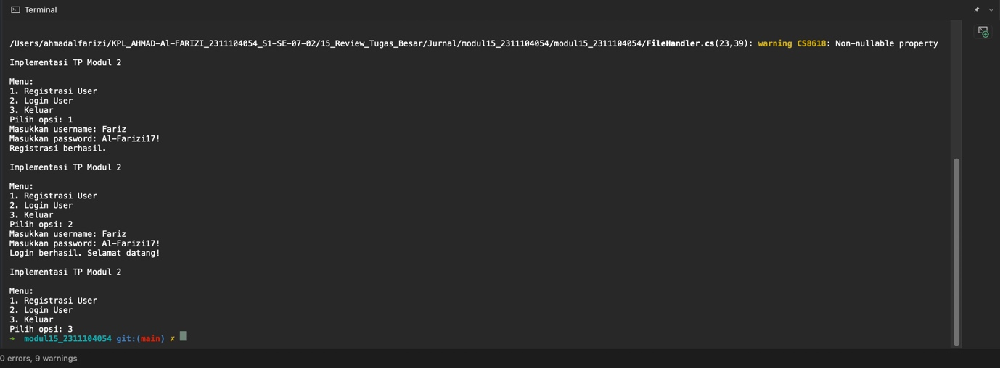 Terminal
/Users/ahmadalfarizi/KPL_AHMAD-Al-FARIZI_2311104054_S1-SE-07-02/15_Review_Tugas_Besar/Jurnal/modul15_2311104054/modul15_2311104054/FileHandler.cs(23,39): warning CS8618: Non-nullable property
Implementasi TP Modul 2
Menu:
1. Registrasi User
2. Login User
3. Keluar
Pilih opsi: 1
Masukkan username: Fariz
Masukkan password: Al-Farizi17!
Registrasi berhasil.
Implementasi TP Modul 2
Menu:
1. Registrasi User
2. Login User
3. Keluar
Pilih opsi: 2
Masukkan username: Fariz
Masukkan password: Al-Farizi17!
Login berhasil. Selamat datang!
Implementasi TP Modul 2
Menu:
1. Registrasi User
2. Login User
3. Keluar
Pilih opsi: 3
➜ modul15_2311104054 git:(main) ✗
0 errors, 9 warnings